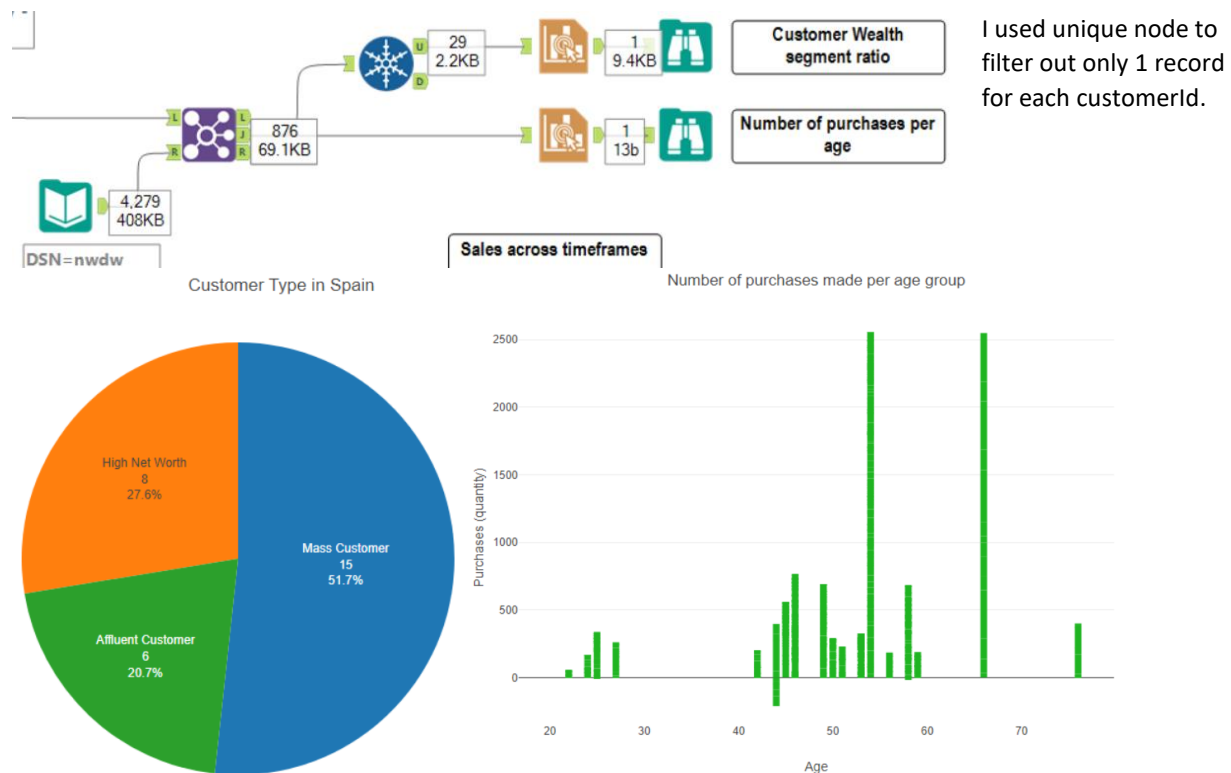 I used unique node to
filter out only 1 record
for each customerId.
L
R
L
J
R
U
D
29
2.2KB
1
9.4KB
Customer Wealth
segment ratio
876
69.1KB
1
13b
Number of purchases per
age
4,279
408KB
DSN=nwdw
Sales across timeframes
Customer Type in Spain
High Net Worth
8
27.6%
Mass Customer
15
51.7%
Affluent Customer
6
20.7%
Number of purchases made per age group
Purchases (quantity)
2500
2000
1500
1000
500
0
20 30 40 50 60 70
Age